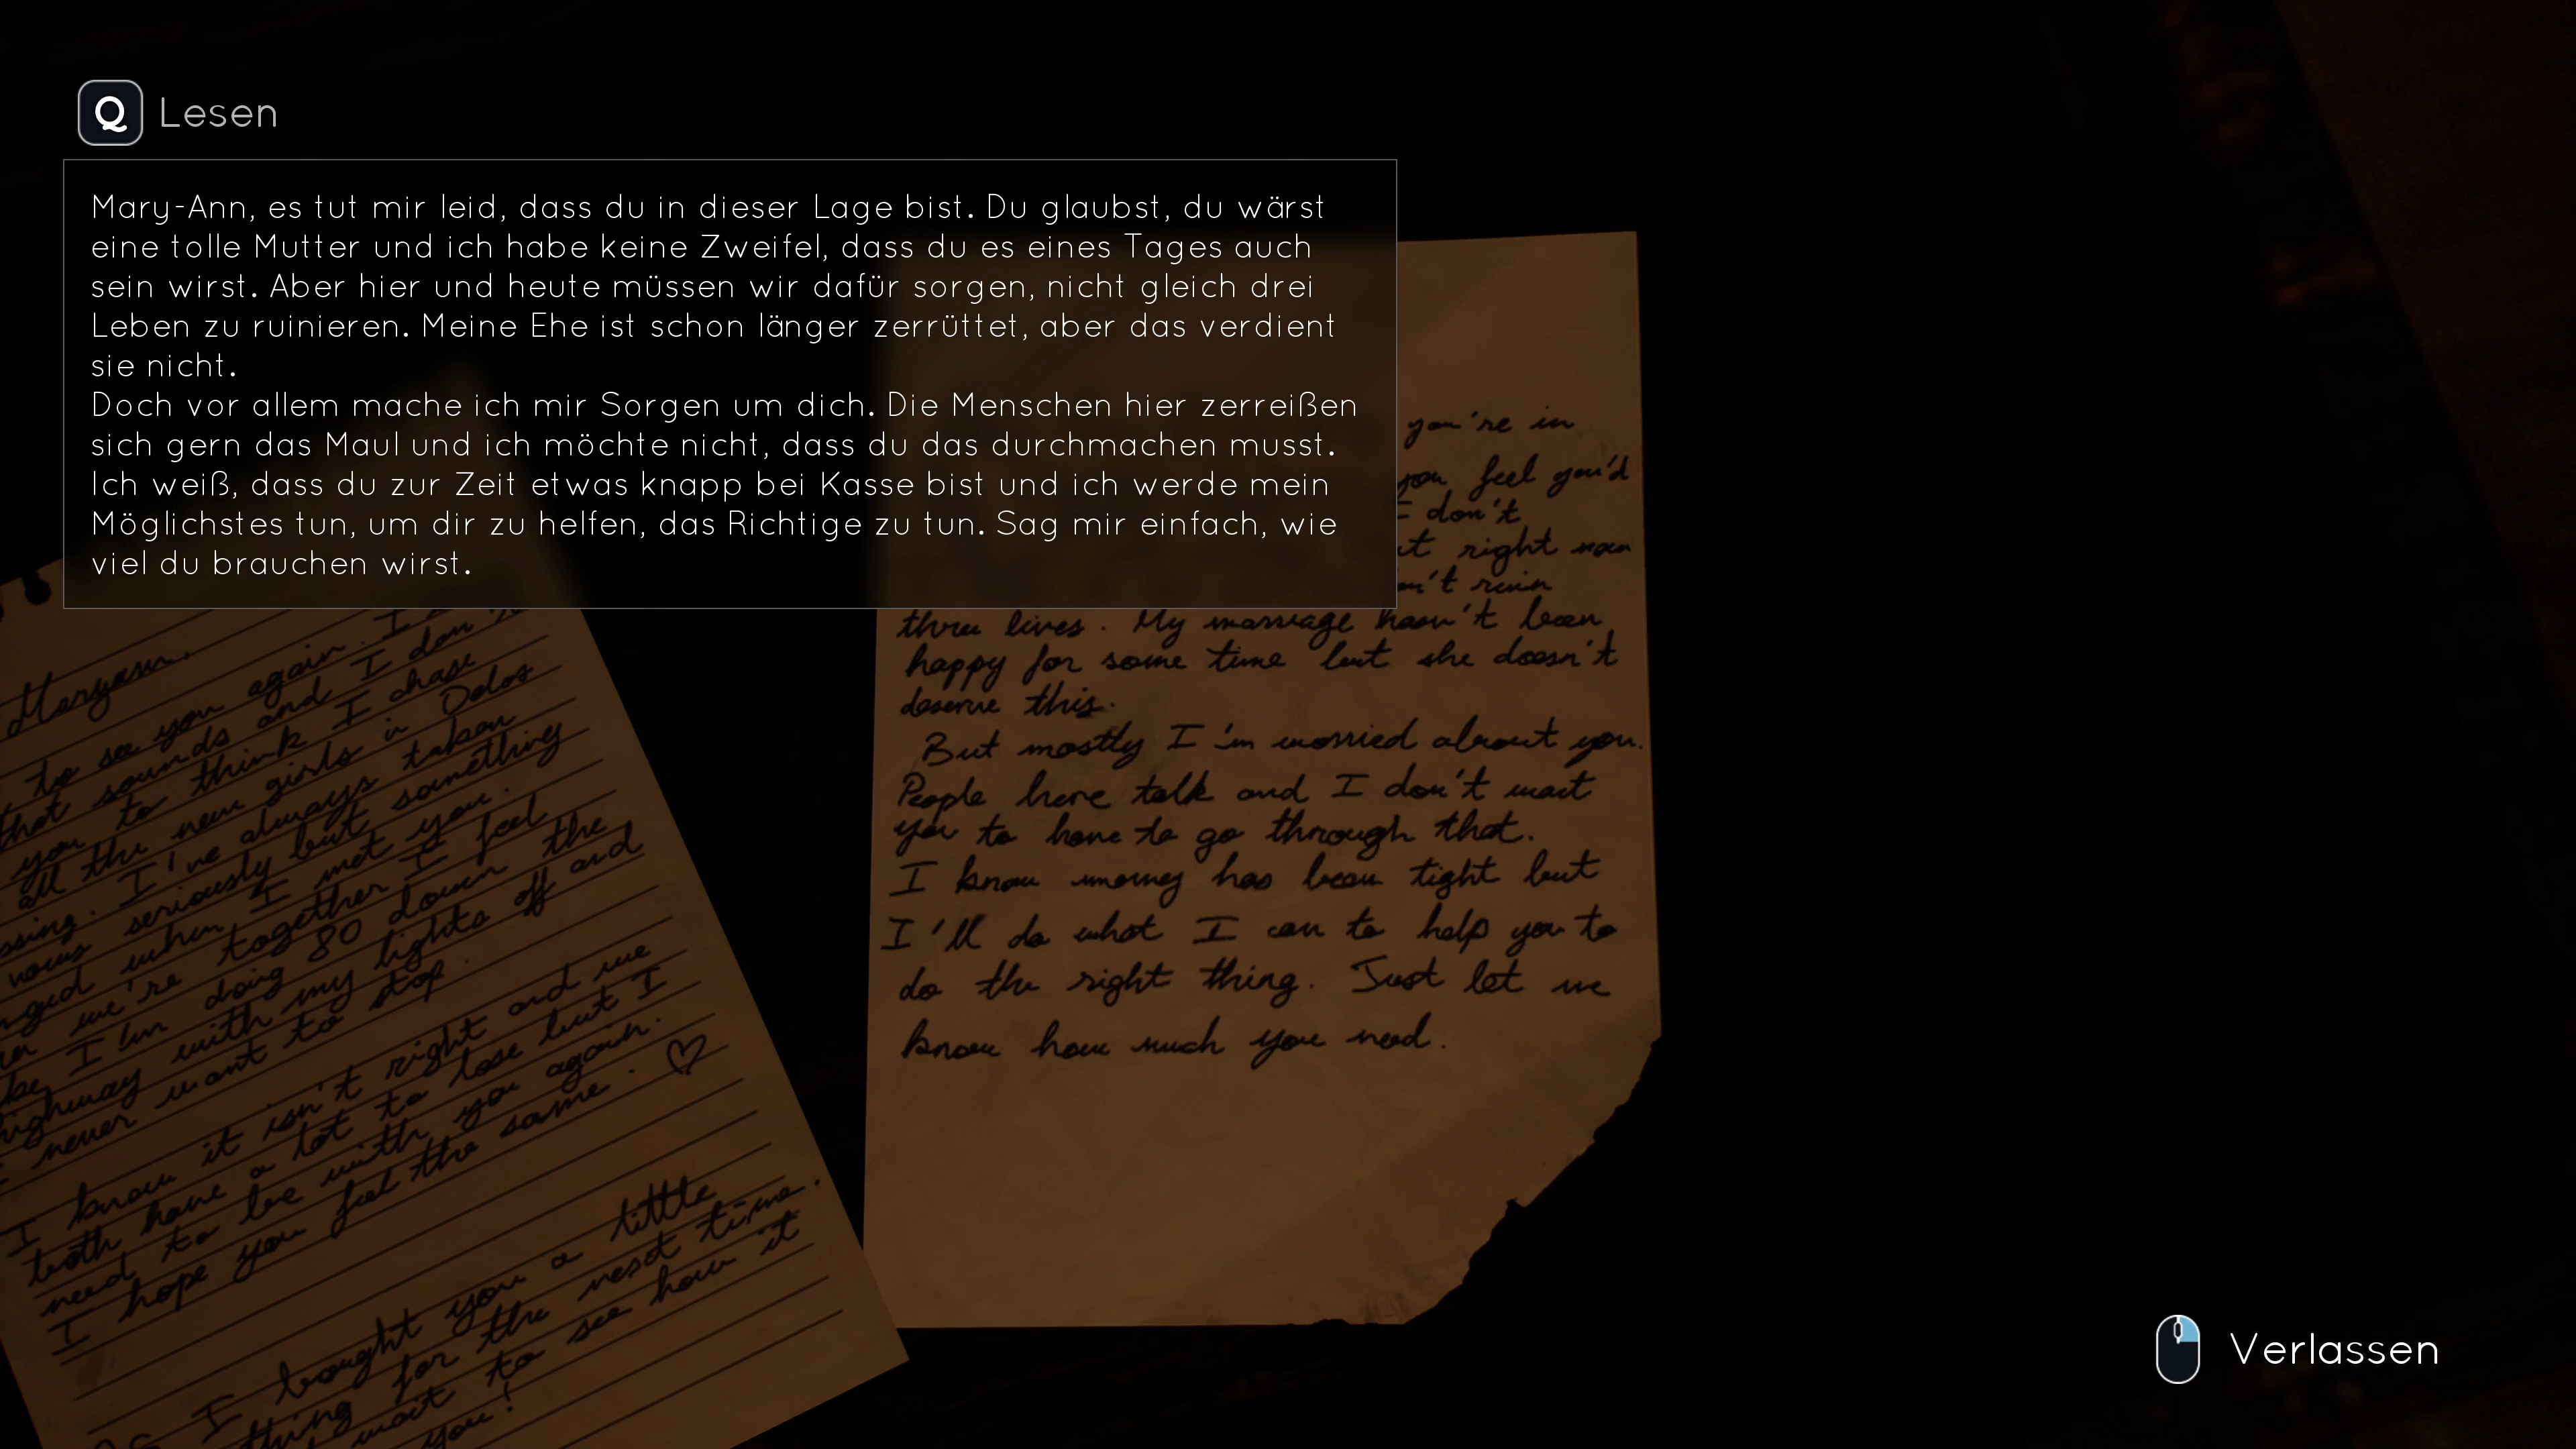 Q Lesen
Mary-Ann, es tut mir leid, dass du in dieser Lage bist. Du glaubst, du wärst
eine tolle Mutter und ich habe keine Zweifel, dass du es eines Tages auch
sein wirst. Aber hier und heute müssen wir dafür sorgen, nicht gleich drei
Leben zu ruinieren. Meine Ehe ist schon länger zerrüttet, aber das verdient
sie nicht.
Doch vor allem mache ich mir Sorgen um dich. Die Menschen hier zerreißen
sich gern das Maul und ich möchte nicht, dass du das durchmachen musst.
Ich weiß, dass du zur Zeit etwas knapp bei Kasse bist und ich werde mein
Möglichstes tun, um dir zu helfen, das Richtige zu tun. Sag mir einfach, wie
viel du brauchen wirst.
you're in
you feel you'd
I don't
right now
ruin
three lives. My marriage hasn't been
happy for some time but she doesn't
deserve this.
But mostly I'm worried about you.
People here talk and I don't want
you to have to go through that.
I know money has been tight but
I'll do what I can to help you to
do the right thing. Just let me
know how much you need.
Maryann.
to see you again. I
that sounds and I don
you to think I chase
all the new girls in Delos
I've always taken
vows seriously but something
when I met you.
we're together I feel
I'm doing 80 down the
highway with my lights off and
never want to stop.
I know it isn't right and we
both have a lot to lose but I
need to be with you again.
I hope you feel the same. ♡
I bought you a little
thing for the next time.
wait to see how it
you!
Verlassen